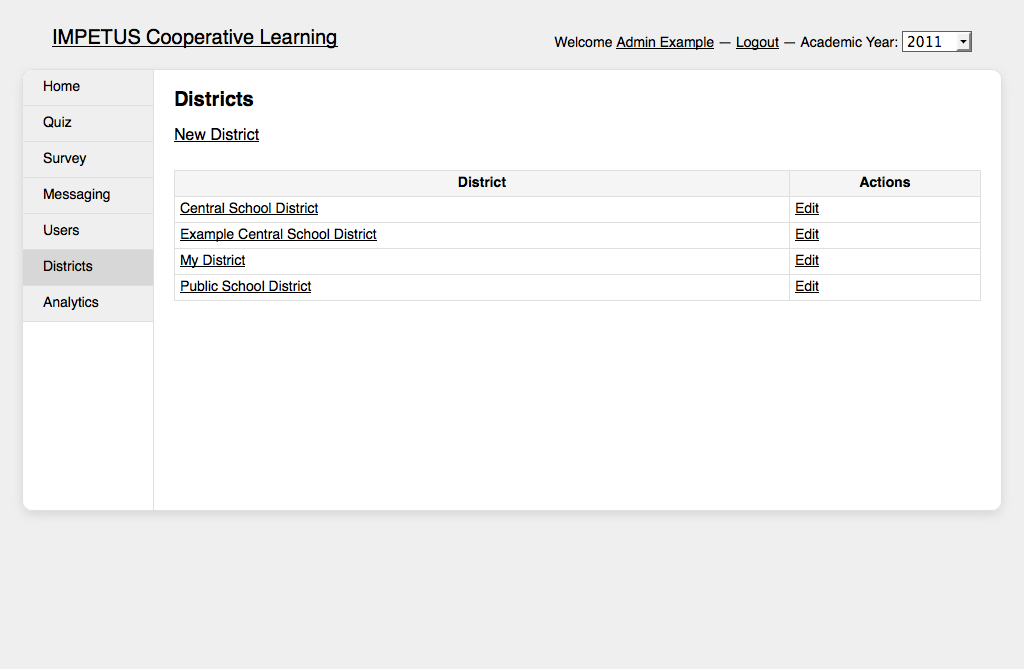 IMPETUS Cooperative Learning
Welcome Admin Example — Logout — Academic Year: 2011
Home
Quiz
Survey
Messaging
Users
Districts
Analytics
Districts
New District
District Actions
Central School District Edit
Example Central School District Edit
My District Edit
Public School District Edit